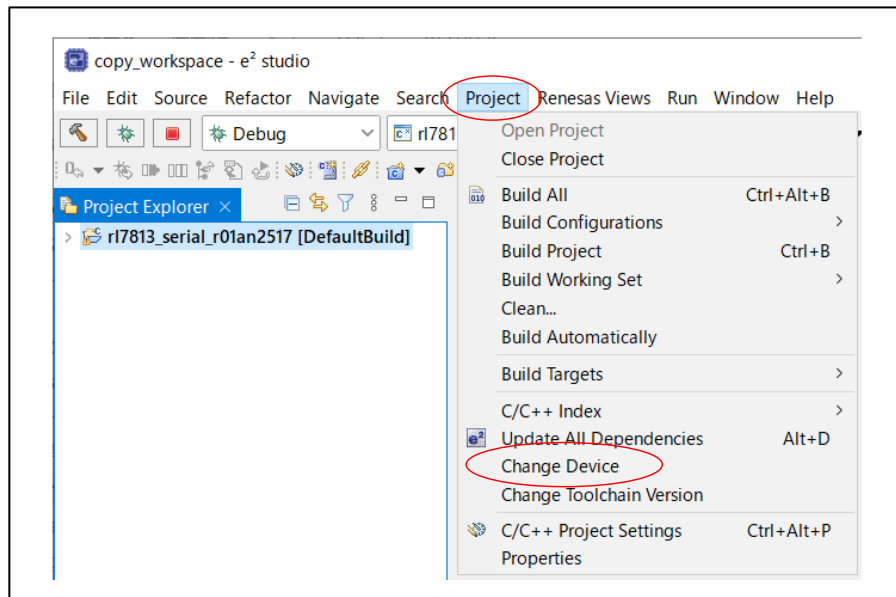 copy_workspace - e² studio
File Edit Source Refactor Navigate Search Project Renesas Views Run Window Help
Debug
rl781
Project Explorer
rl7813_serial_r01an2517 [DefaultBuild]
Open Project
Close Project
010
Build All Ctrl+Alt+B
Build Configurations
Build Project Ctrl+B
Build Working Set
Clean...
Build Automatically
Build Targets
C/C++ Index
e² Update All Dependencies Alt+D
Change Device
Change Toolchain Version
C/C++ Project Settings Ctrl+Alt+P
Properties